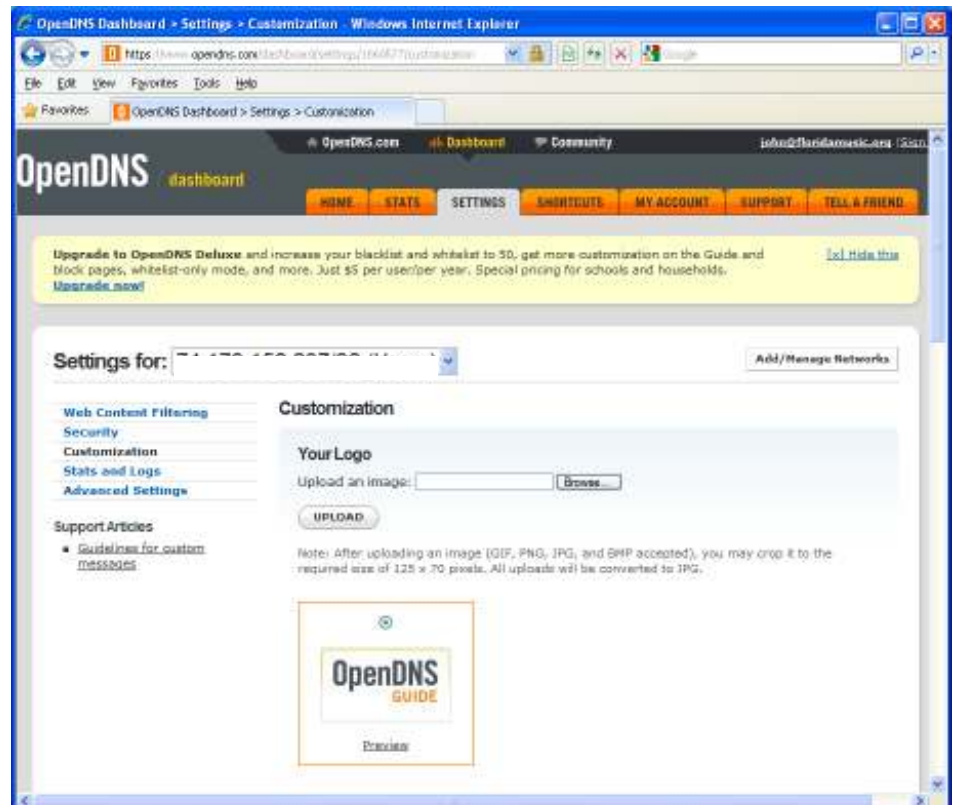 OpenDNS Dashboard > Settings > Customization - Windows Internet Explorer
https opendns.com
File Edit View Favorites Tools Help
Favorites OpenDNS Dashboard > Settings > Customization
OpenDNS.com Dashboard Community john@floridamusic.org (Sign
OpenDNS dashboard
HOME STATS SETTINGS SHORTCUTS MY ACCOUNT SUPPORT TELL A FRIEND
Upgrade to OpenDNS Deluxe and increase your blacklist and whitelist to 50, get more customization on the Guide and [x] Hide this
block pages, whitelist-only mode, and more. Just $5 per user/per year. Special pricing for schools and households.
Upgrade now!
Settings for: Add/Manage Networks
Web Content Filtering
Security
Customization
Stats and Logs
Advanced Settings
Support Articles
Guidelines for custom
messages
Customization
Your Logo
Upload an image: Browse...
UPLOAD
Note: After uploading an image (GIF, PNG, JPG, and BMP accepted), you may crop it to the
required size of 125 x 70 pixels. All uploads will be converted to JPG.
OpenDNS
GUIDE
Preview